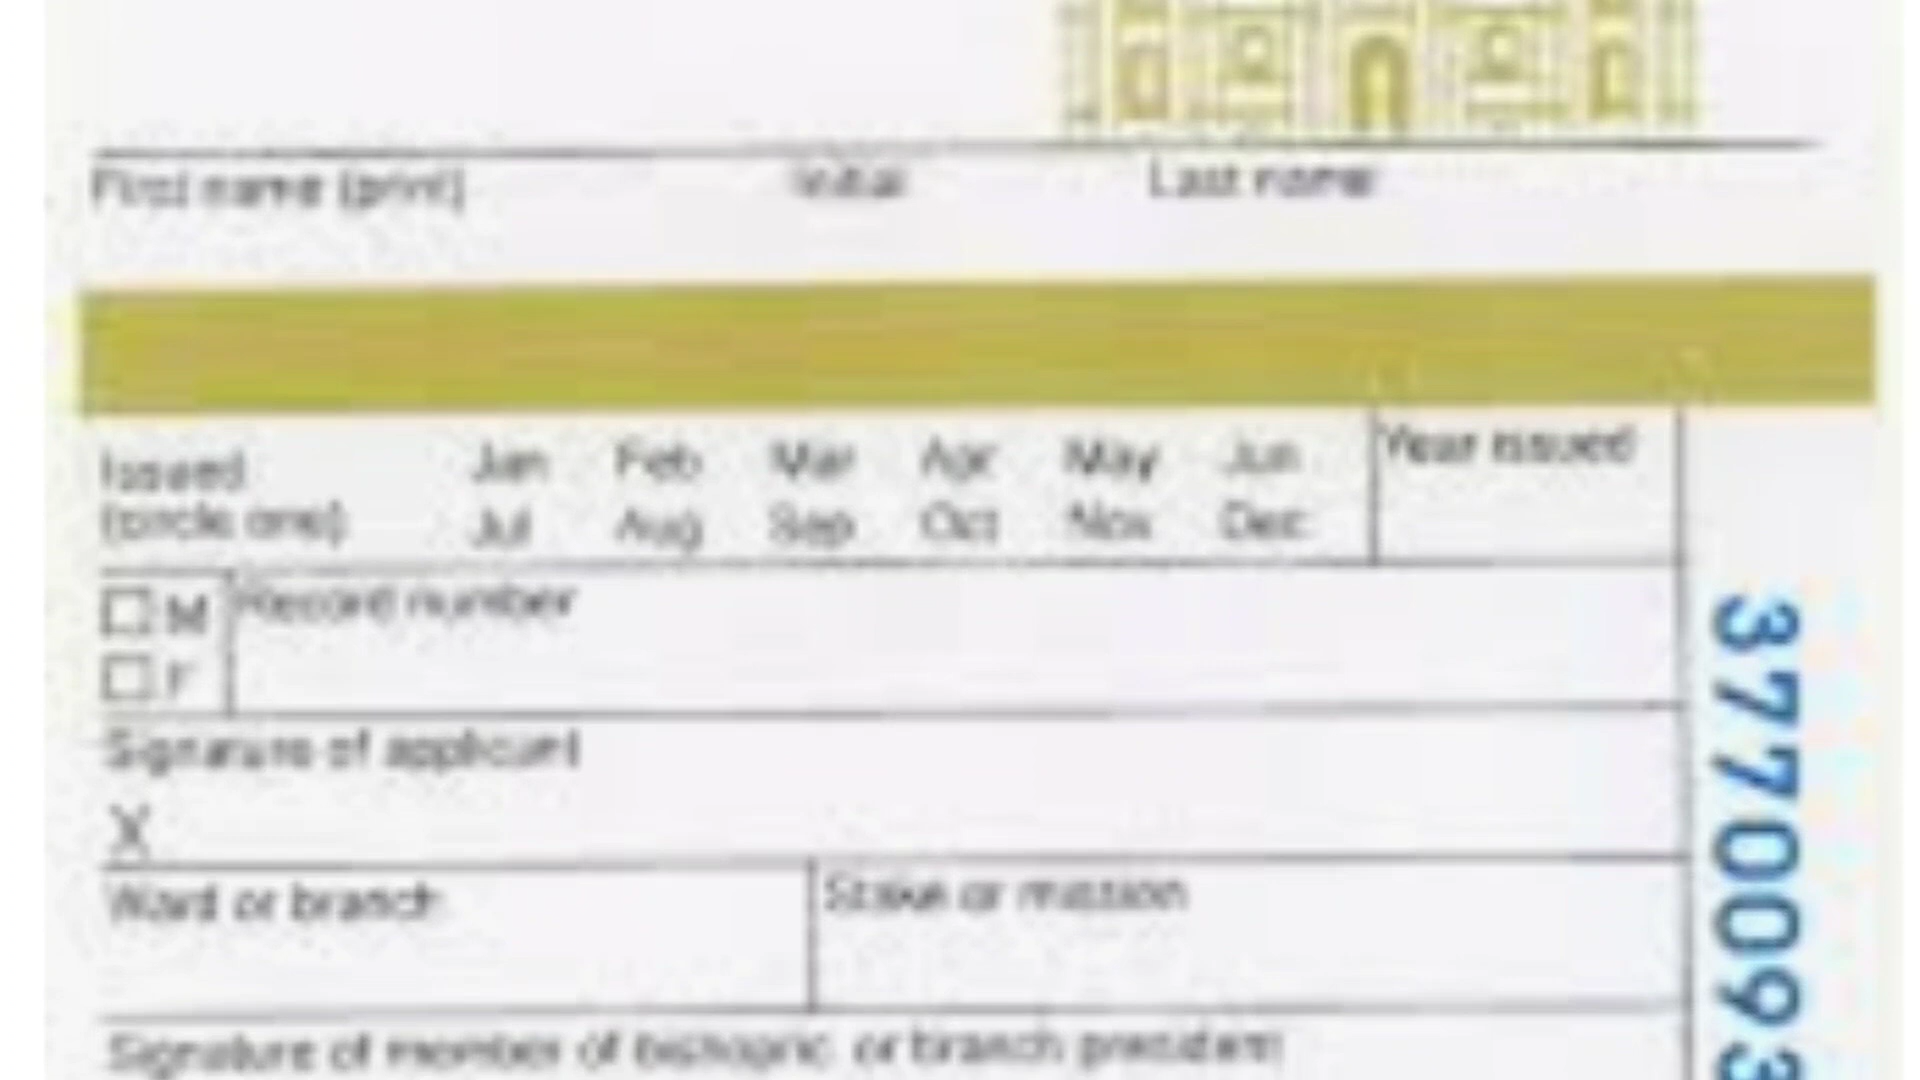 First name (print) Initial Last name
Issued Jan Feb Mar Apr May Jun Year issued
(circle one) Jul Aug Sep Oct Nov Dec
M Record number
F
Signature of applicant
X
Ward or branch Stake or mission
Signature of member of bishopric or branch president
3770093